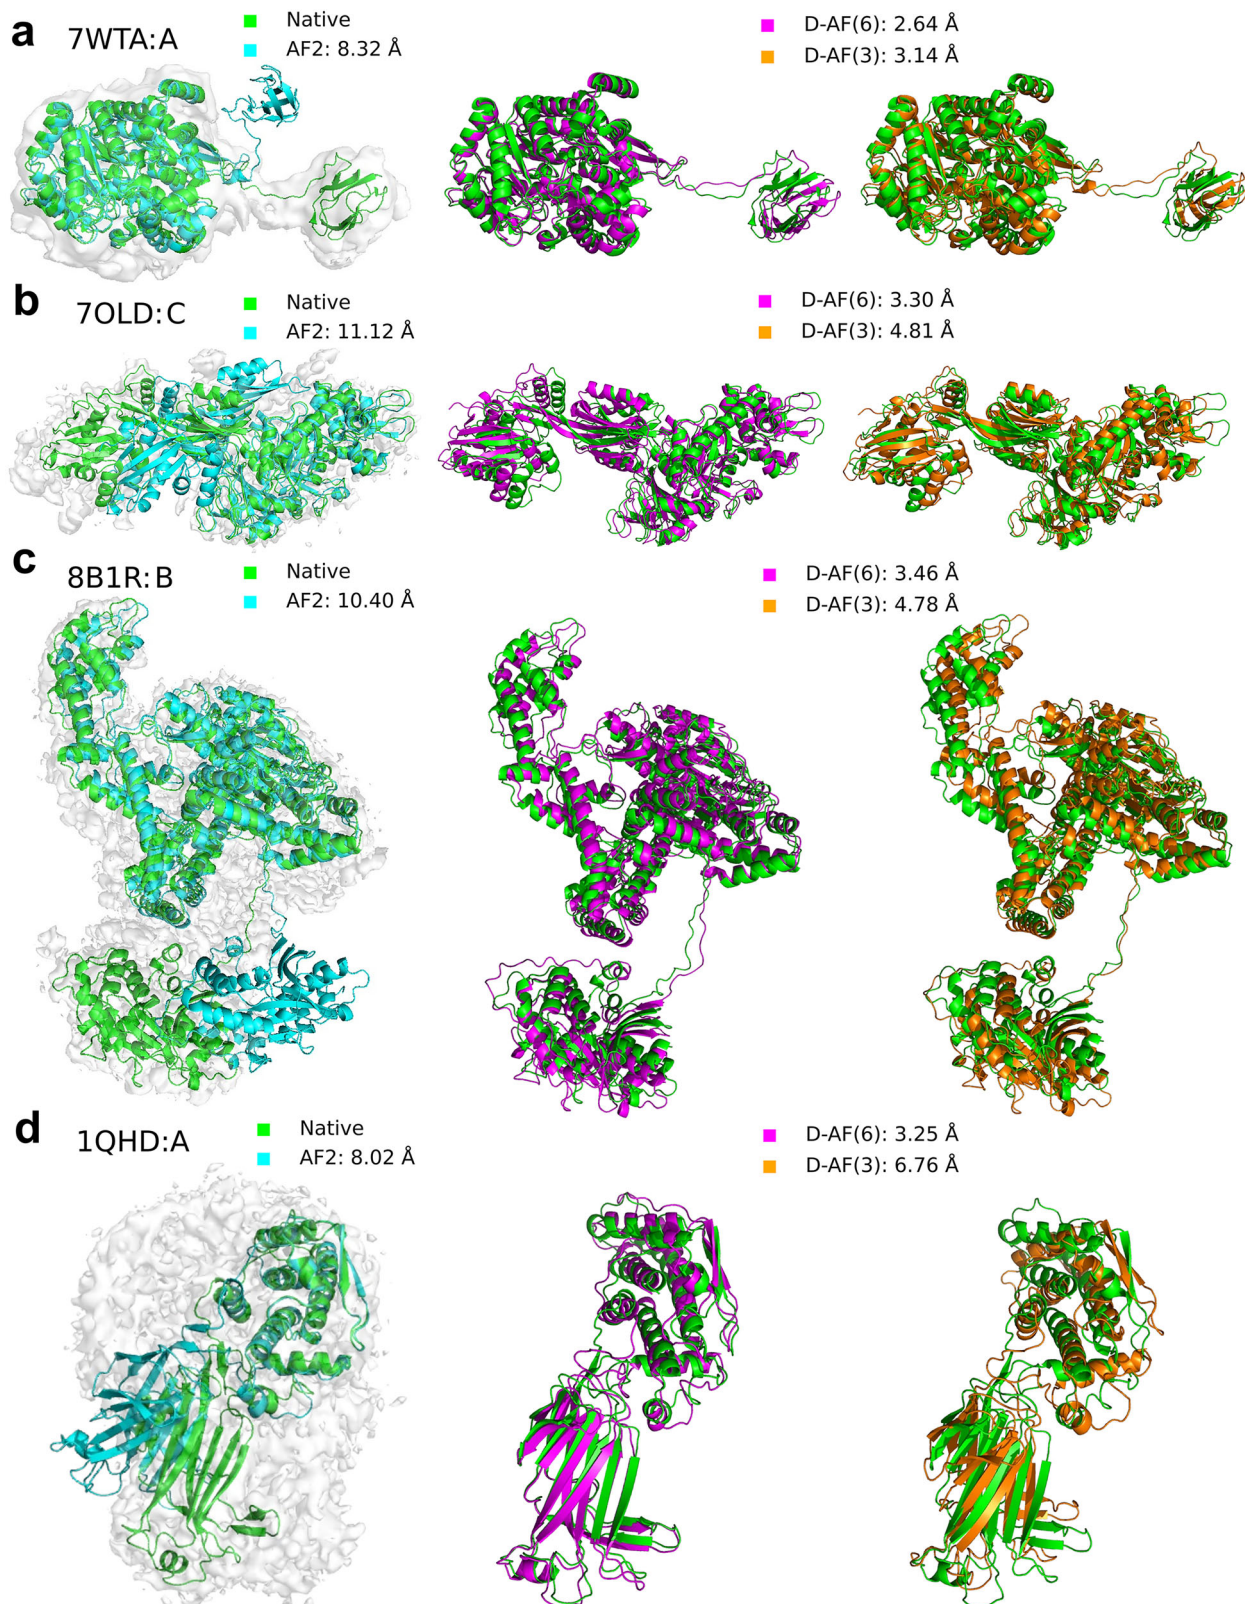 a
7WTA:A
Native
AF2: 8.32 Å
D-AF(6): 2.64 Å
D-AF(3): 3.14 Å
b
7OLD:C
Native
AF2: 11.12 Å
D-AF(6): 3.30 Å
D-AF(3): 4.81 Å
c
8B1R:B
Native
AF2: 10.40 Å
D-AF(6): 3.46 Å
D-AF(3): 4.78 Å
d
1QHD:A
Native
AF2: 8.02 Å
D-AF(6): 3.25 Å
D-AF(3): 6.76 Å